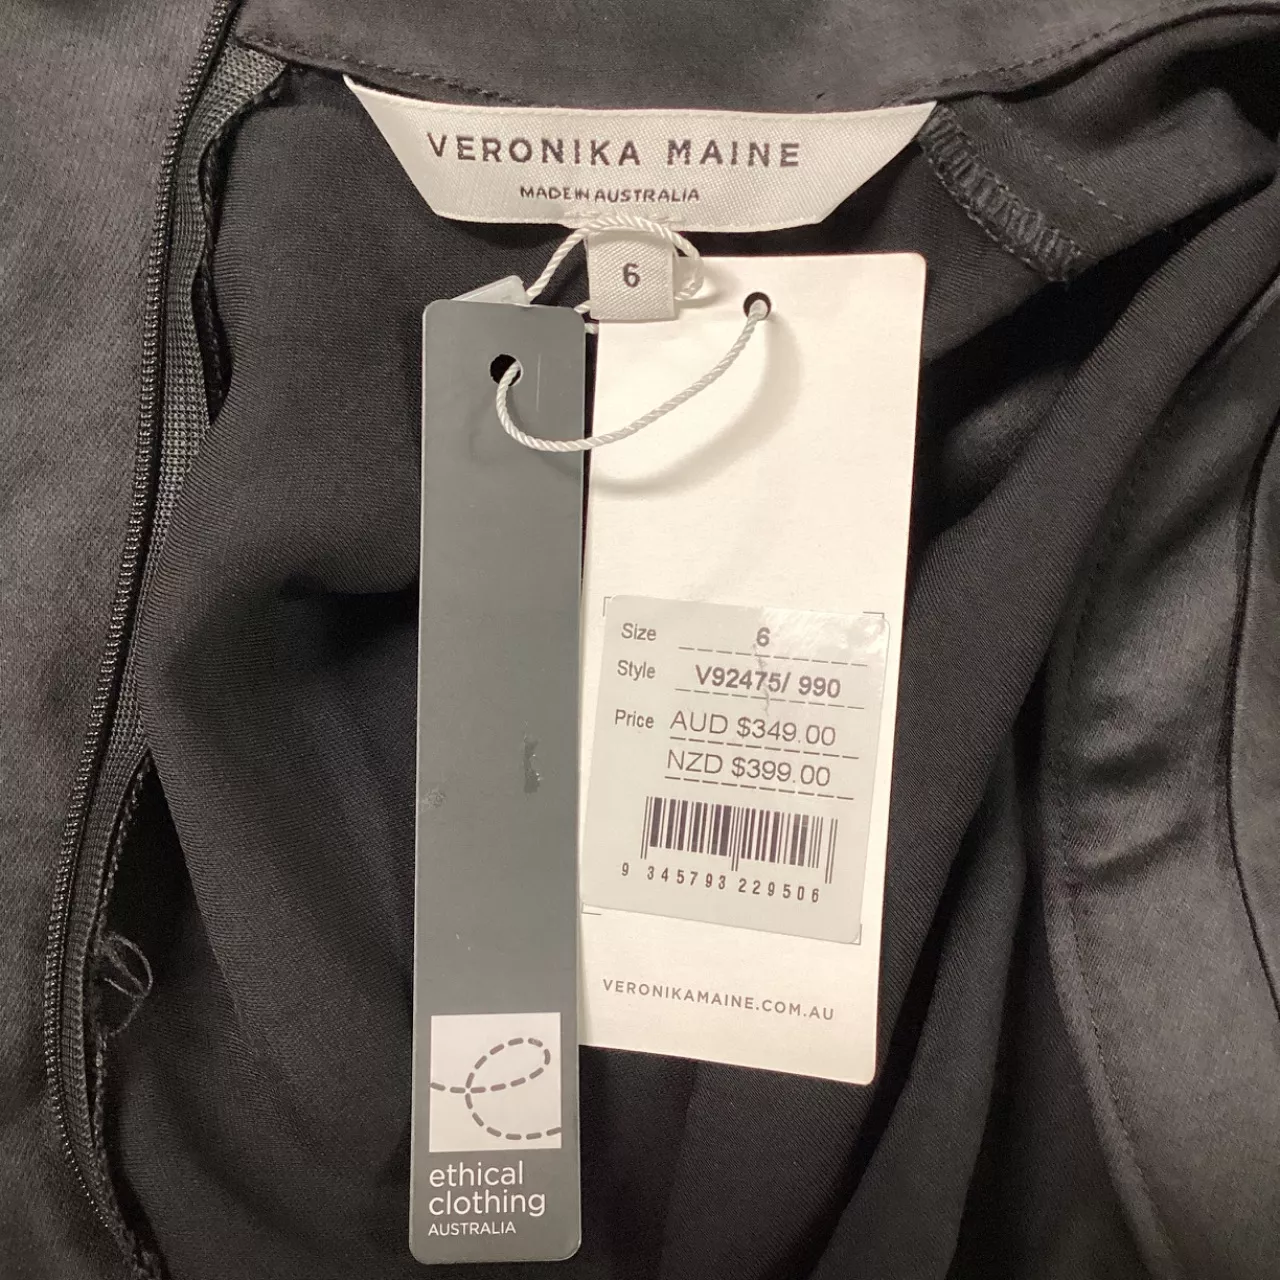 VERONIKA MAINE
MADE IN AUSTRALIA
6
Size 6
Style V92475/ 990
Price AUD $349.00
NZD $399.00
9 345793 229506
VERONIKAMAINE.COM.AU
ethical
clothing
AUSTRALIA